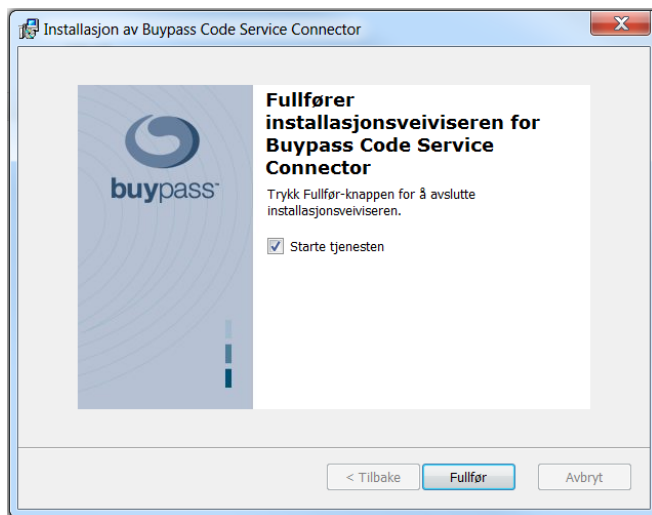 Installasjon av Buypass Code Service Connector
X
buypass™
Fullfører
installasjonsveiviseren for
Buypass Code Service
Connector
Trykk Fullfør-knappen for å avslutte
installasjonsveiviseren.
Starte tjenesten
< Tilbake
Fullfør
Avbryt